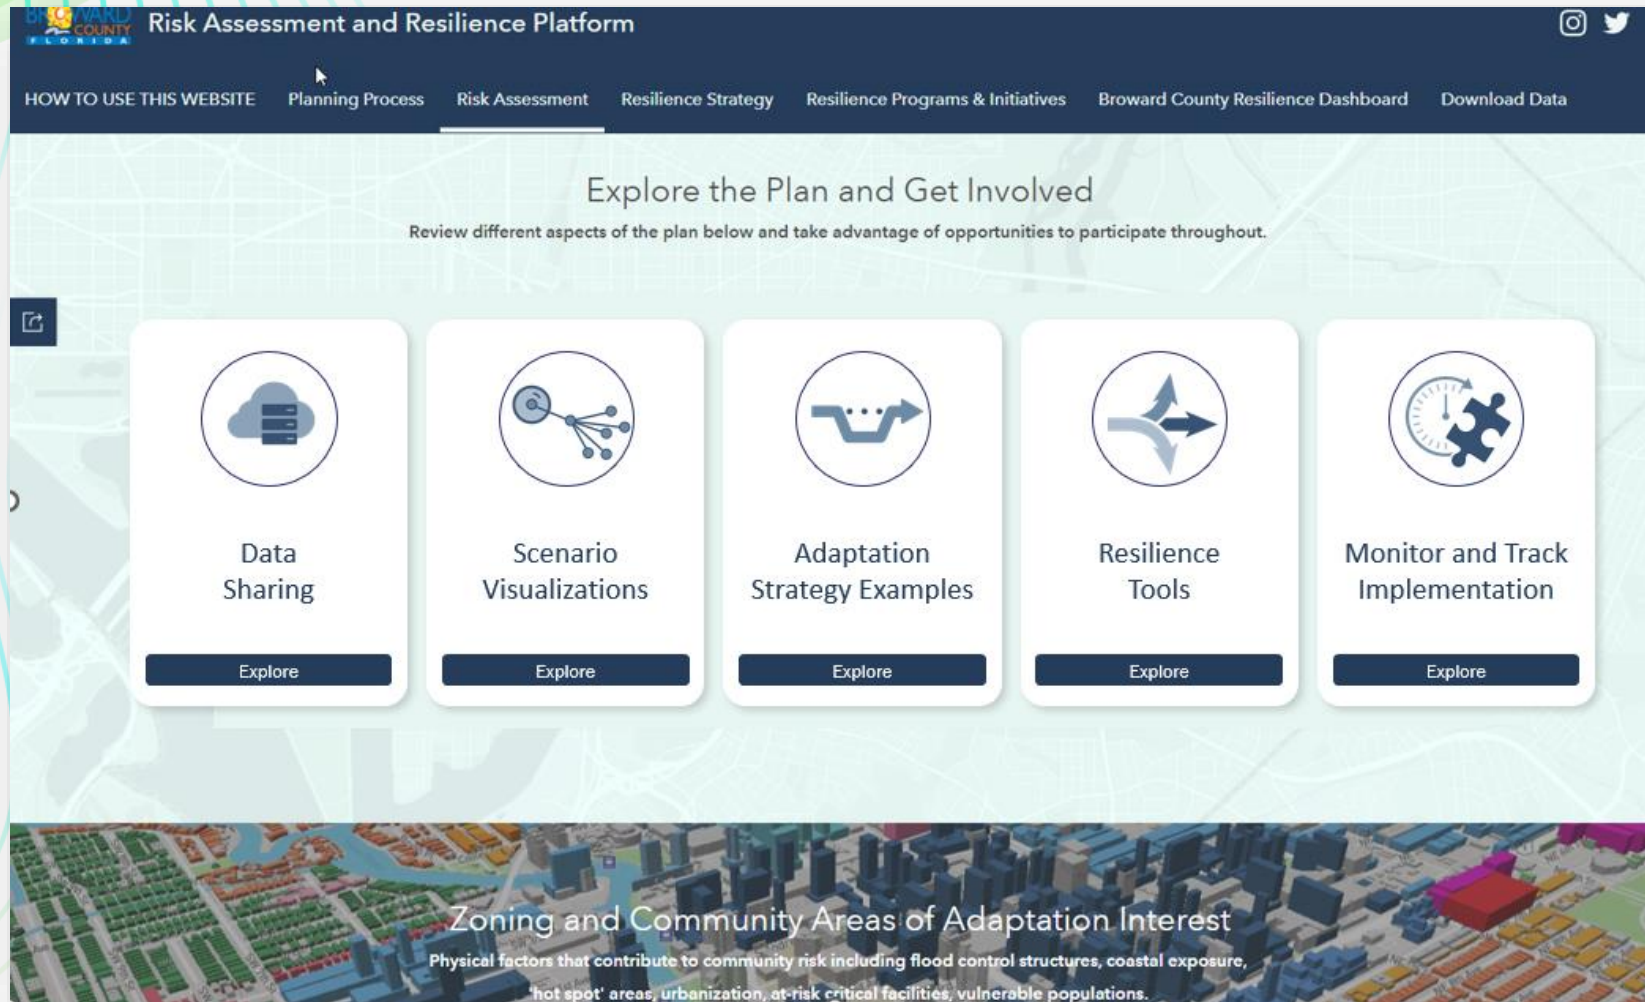 BROWARD
COUNTY
FLORIDA
Risk Assessment and Resilience Platform
HOW TO USE THIS WEBSITE Planning Process Risk Assessment Resilience Strategy Resilience Programs & Initiatives Broward County Resilience Dashboard Download Data
Explore the Plan and Get Involved
Review different aspects of the plan below and take advantage of opportunities to participate throughout.
Data
Sharing
Explore
Scenario
Visualizations
Explore
Adaptation
Strategy Examples
Explore
Resilience
Tools
Explore
Monitor and Track
Implementation
Explore
Zoning and Community Areas of Adaptation Interest
Physical factors that contribute to community risk including flood control structures, coastal exposure,
'hot spot' areas, urbanization, at-risk critical facilities, vulnerable populations.